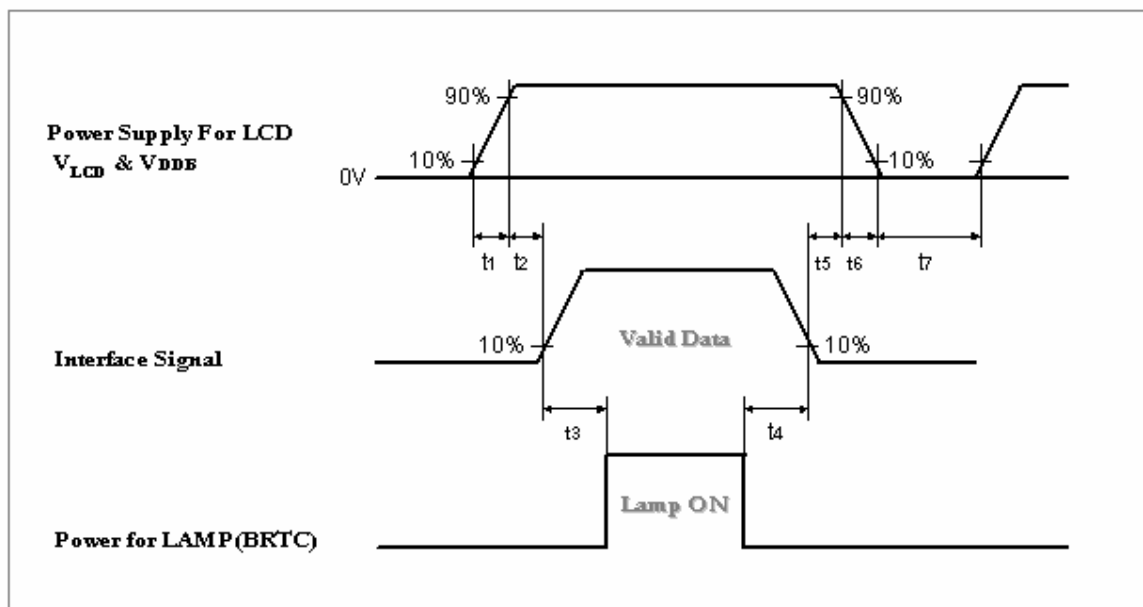 90%
90%
Power Supply For LCD
V_LCD & VDDB
10%
10%
0V
t1
t2
t5
t6
t7
Valid Data
10%
10%
Interface Signal
t3
t4
Lamp ON
Power for LAMP(BRTC)